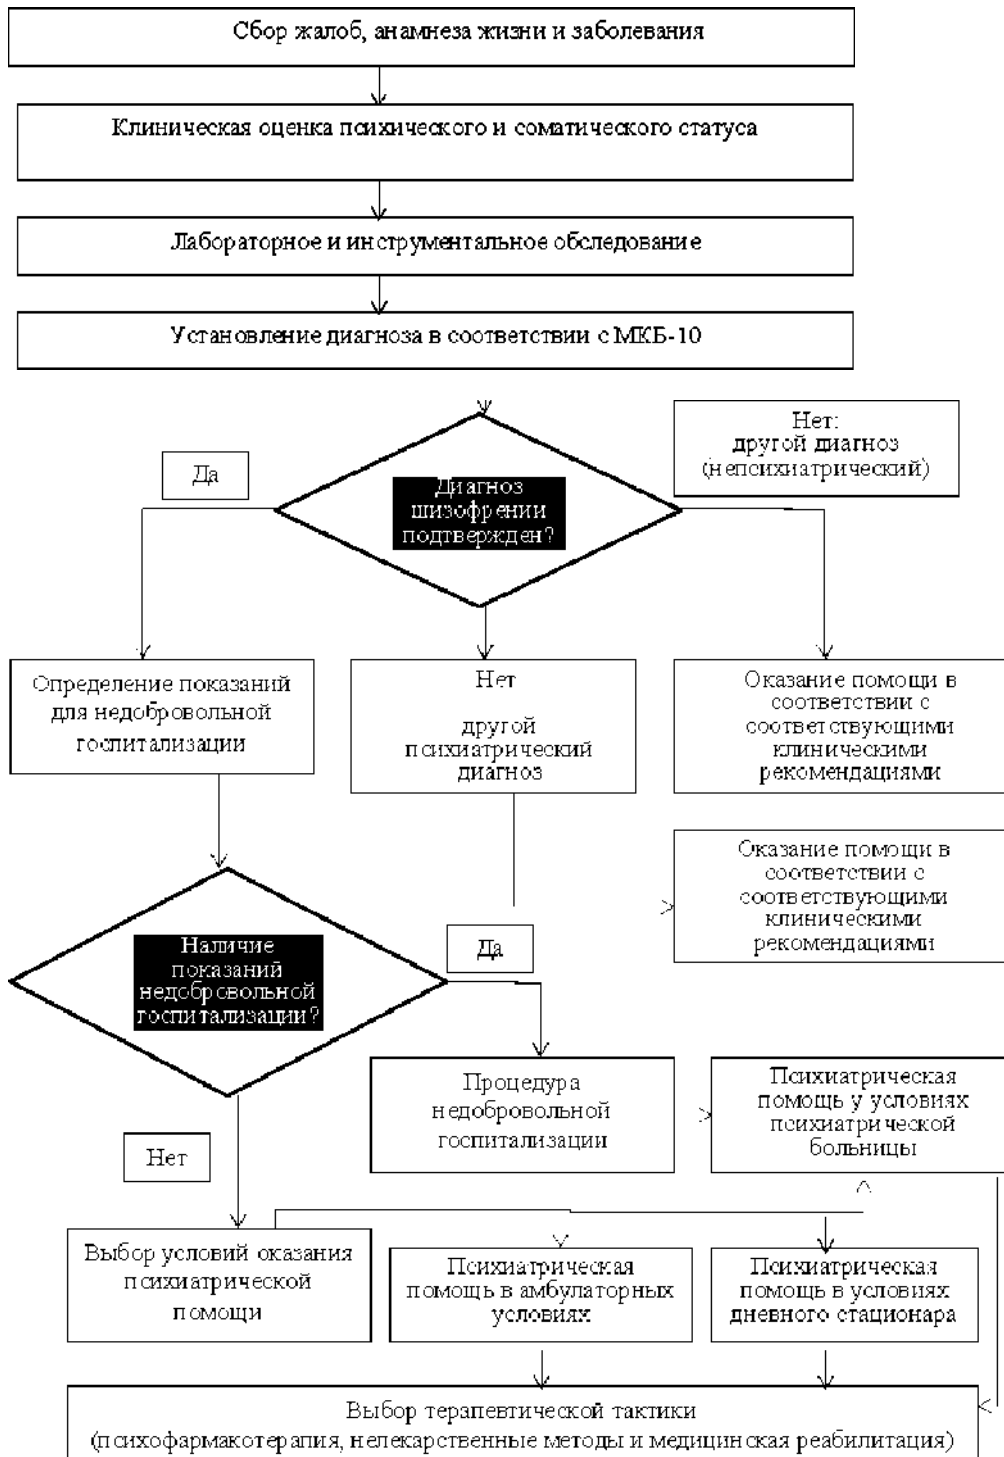 Сбор жалоб, анамнеза жизни и заболевания
Клиническая оценка психического и соматического статуса
Лабораторное и инструментальное обследование
Установление диагноза в соответствии с МКБ-10
Да
Диагноз
шизофрении
подтвержден?
Нет:
другой диагноз
(непсихиатрический)
Определение показаний
для недобровольной
госпитализации
Нет
другой
психиатрический
диагноз
Оказание помощи в
соответствии с
соответствующими
клиническими
рекомендациями
Оказание помощи в
соответствии с
соответствующими
клиническими
рекомендациями
Наличие
показаний
недобровольной
госпитализации?
Да
Процедура
недобровольной
госпитализации
Психиатрическая
помощь у условиях
психиатрической
больницы
Нет
Выбор условий оказания
психиатрической
помощи
Психиатрическая
помощь в амбулаторных
условиях
Психиатрическая
помощь в условиях
дневного стационара
Выбор терапевтической тактики
(психофармакотерапия, нелекарственные методы и медицинская реабилитация)